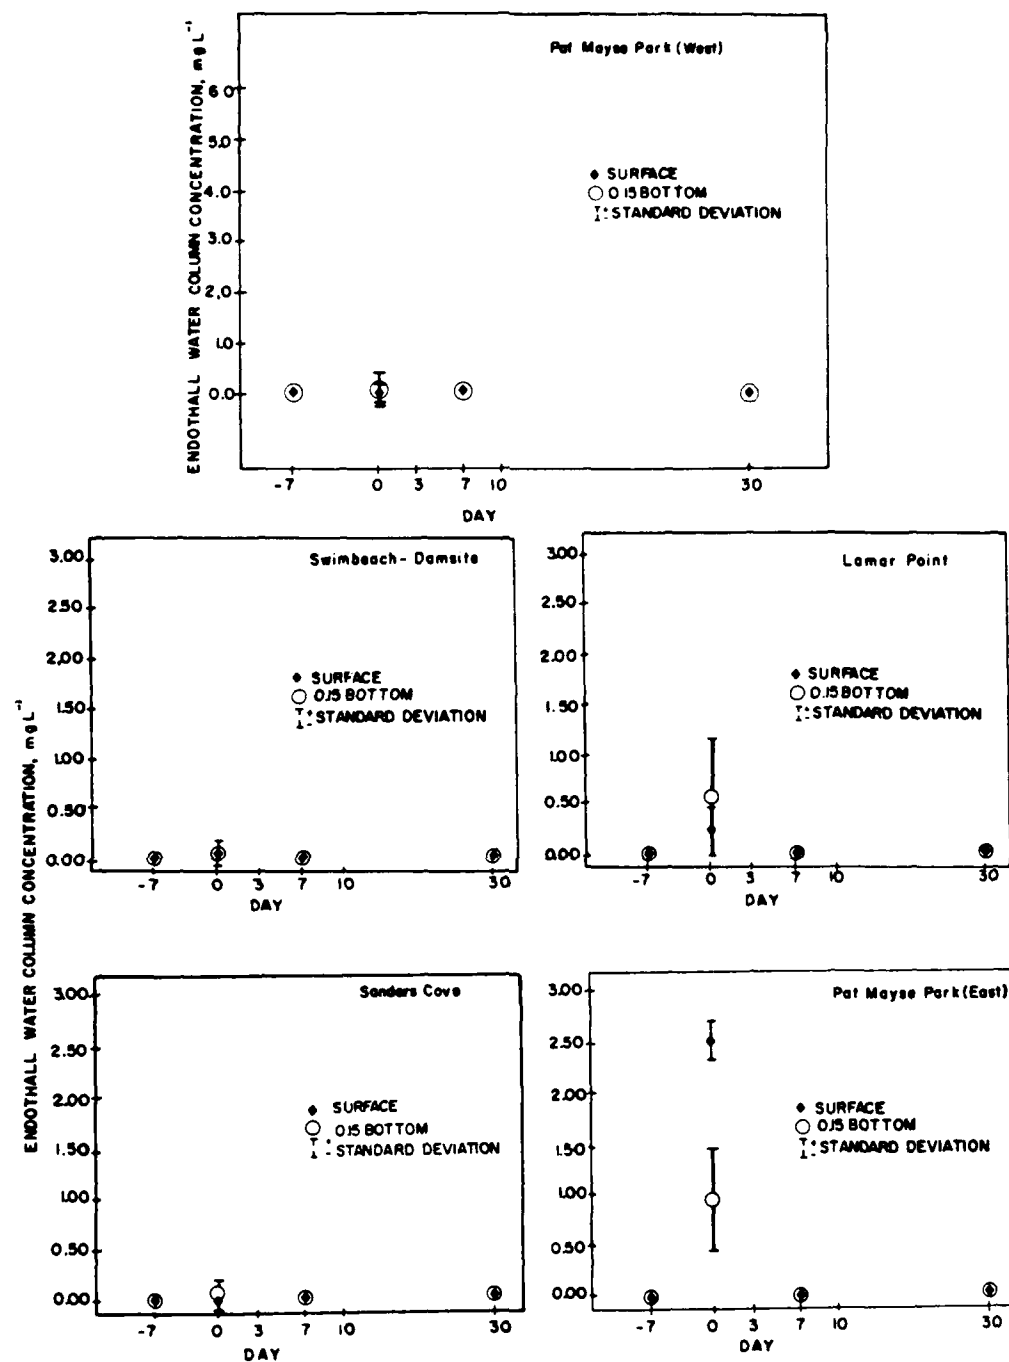 ENDOTHALL WATER COLUMN CONCENTRATION, mg L⁻¹
Pat Mayse Park (West)
6.0
5.0
4.0
3.0
2.0
1.0
0.0
SURFACE
0.15 BOTTOM
± STANDARD DEVIATION
-7 0 3 7 10 30
DAY
ENDOTHALL WATER COLUMN CONCENTRATION, mg L⁻¹
Swimbeach-Damsite
3.00
2.50
2.00
1.50
1.00
0.50
0.00
SURFACE
0.15 BOTTOM
± STANDARD DEVIATION
-7 0 3 7 10 30
DAY
Lamar Point
3.00
2.50
2.00
1.50
1.00
0.50
0.00
SURFACE
0.15 BOTTOM
± STANDARD DEVIATION
-7 0 3 7 10 30
DAY
Sanders Cove
3.00
2.50
2.00
1.50
1.00
0.50
0.00
SURFACE
0.15 BOTTOM
± STANDARD DEVIATION
-7 0 3 7 10 30
DAY
Pat Mayse Park (East)
3.00
2.50
2.00
1.50
1.00
0.50
0.00
SURFACE
0.15 BOTTOM
± STANDARD DEVIATION
-7 0 3 7 10 30
DAY